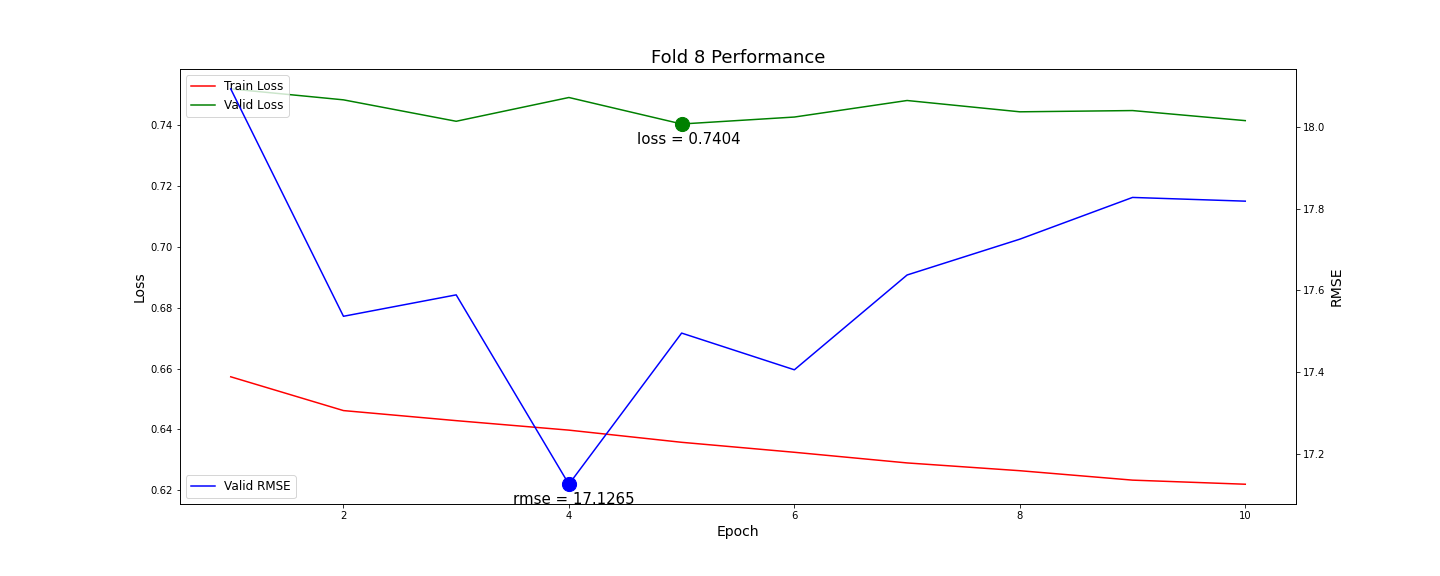 Fold 8 Performance
Train Loss
Valid Loss
0.74
0.72
0.70
0.68
0.66
0.64
0.62
Loss
loss = 0.7404
18.0
17.8
17.6
17.4
17.2
RMSE
Valid RMSE
rmse = 17.1265
2
4
6
8
10
Epoch